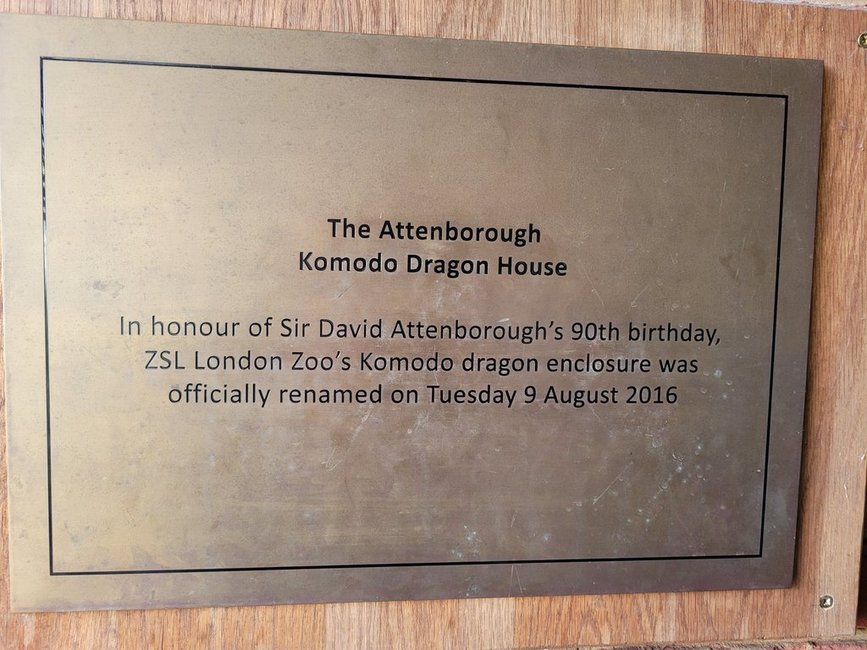 The Attenborough
Komodo Dragon House
In honour of Sir David Attenborough's 90th birthday,
ZSL London Zoo's Komodo dragon enclosure was
officially renamed on Tuesday 9 August 2016